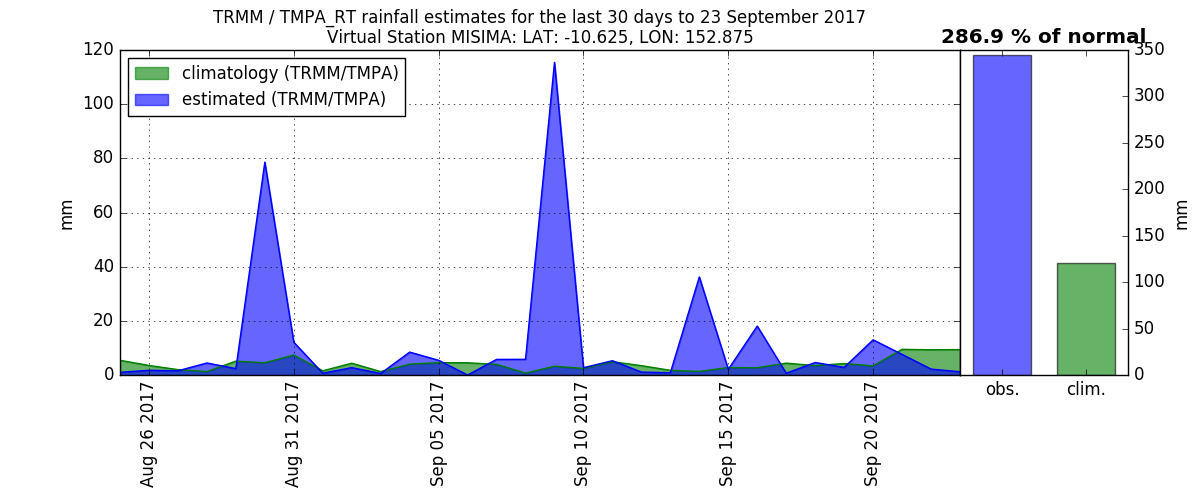 TRMM / TMPA_RT rainfall estimates for the last 30 days to 23 September 2017
Virtual Station MISIMA: LAT: -10.625, LON: 152.875
286.9 % of normal
climatology (TRMM/TMPA)
estimated (TRMM/TMPA)
120
100
80
60
40
20
0
mm
Aug 26 2017
Aug 31 2017
Sep 05 2017
Sep 10 2017
Sep 15 2017
Sep 20 2017
350
300
250
200
150
100
50
0
mm
obs.
clim.